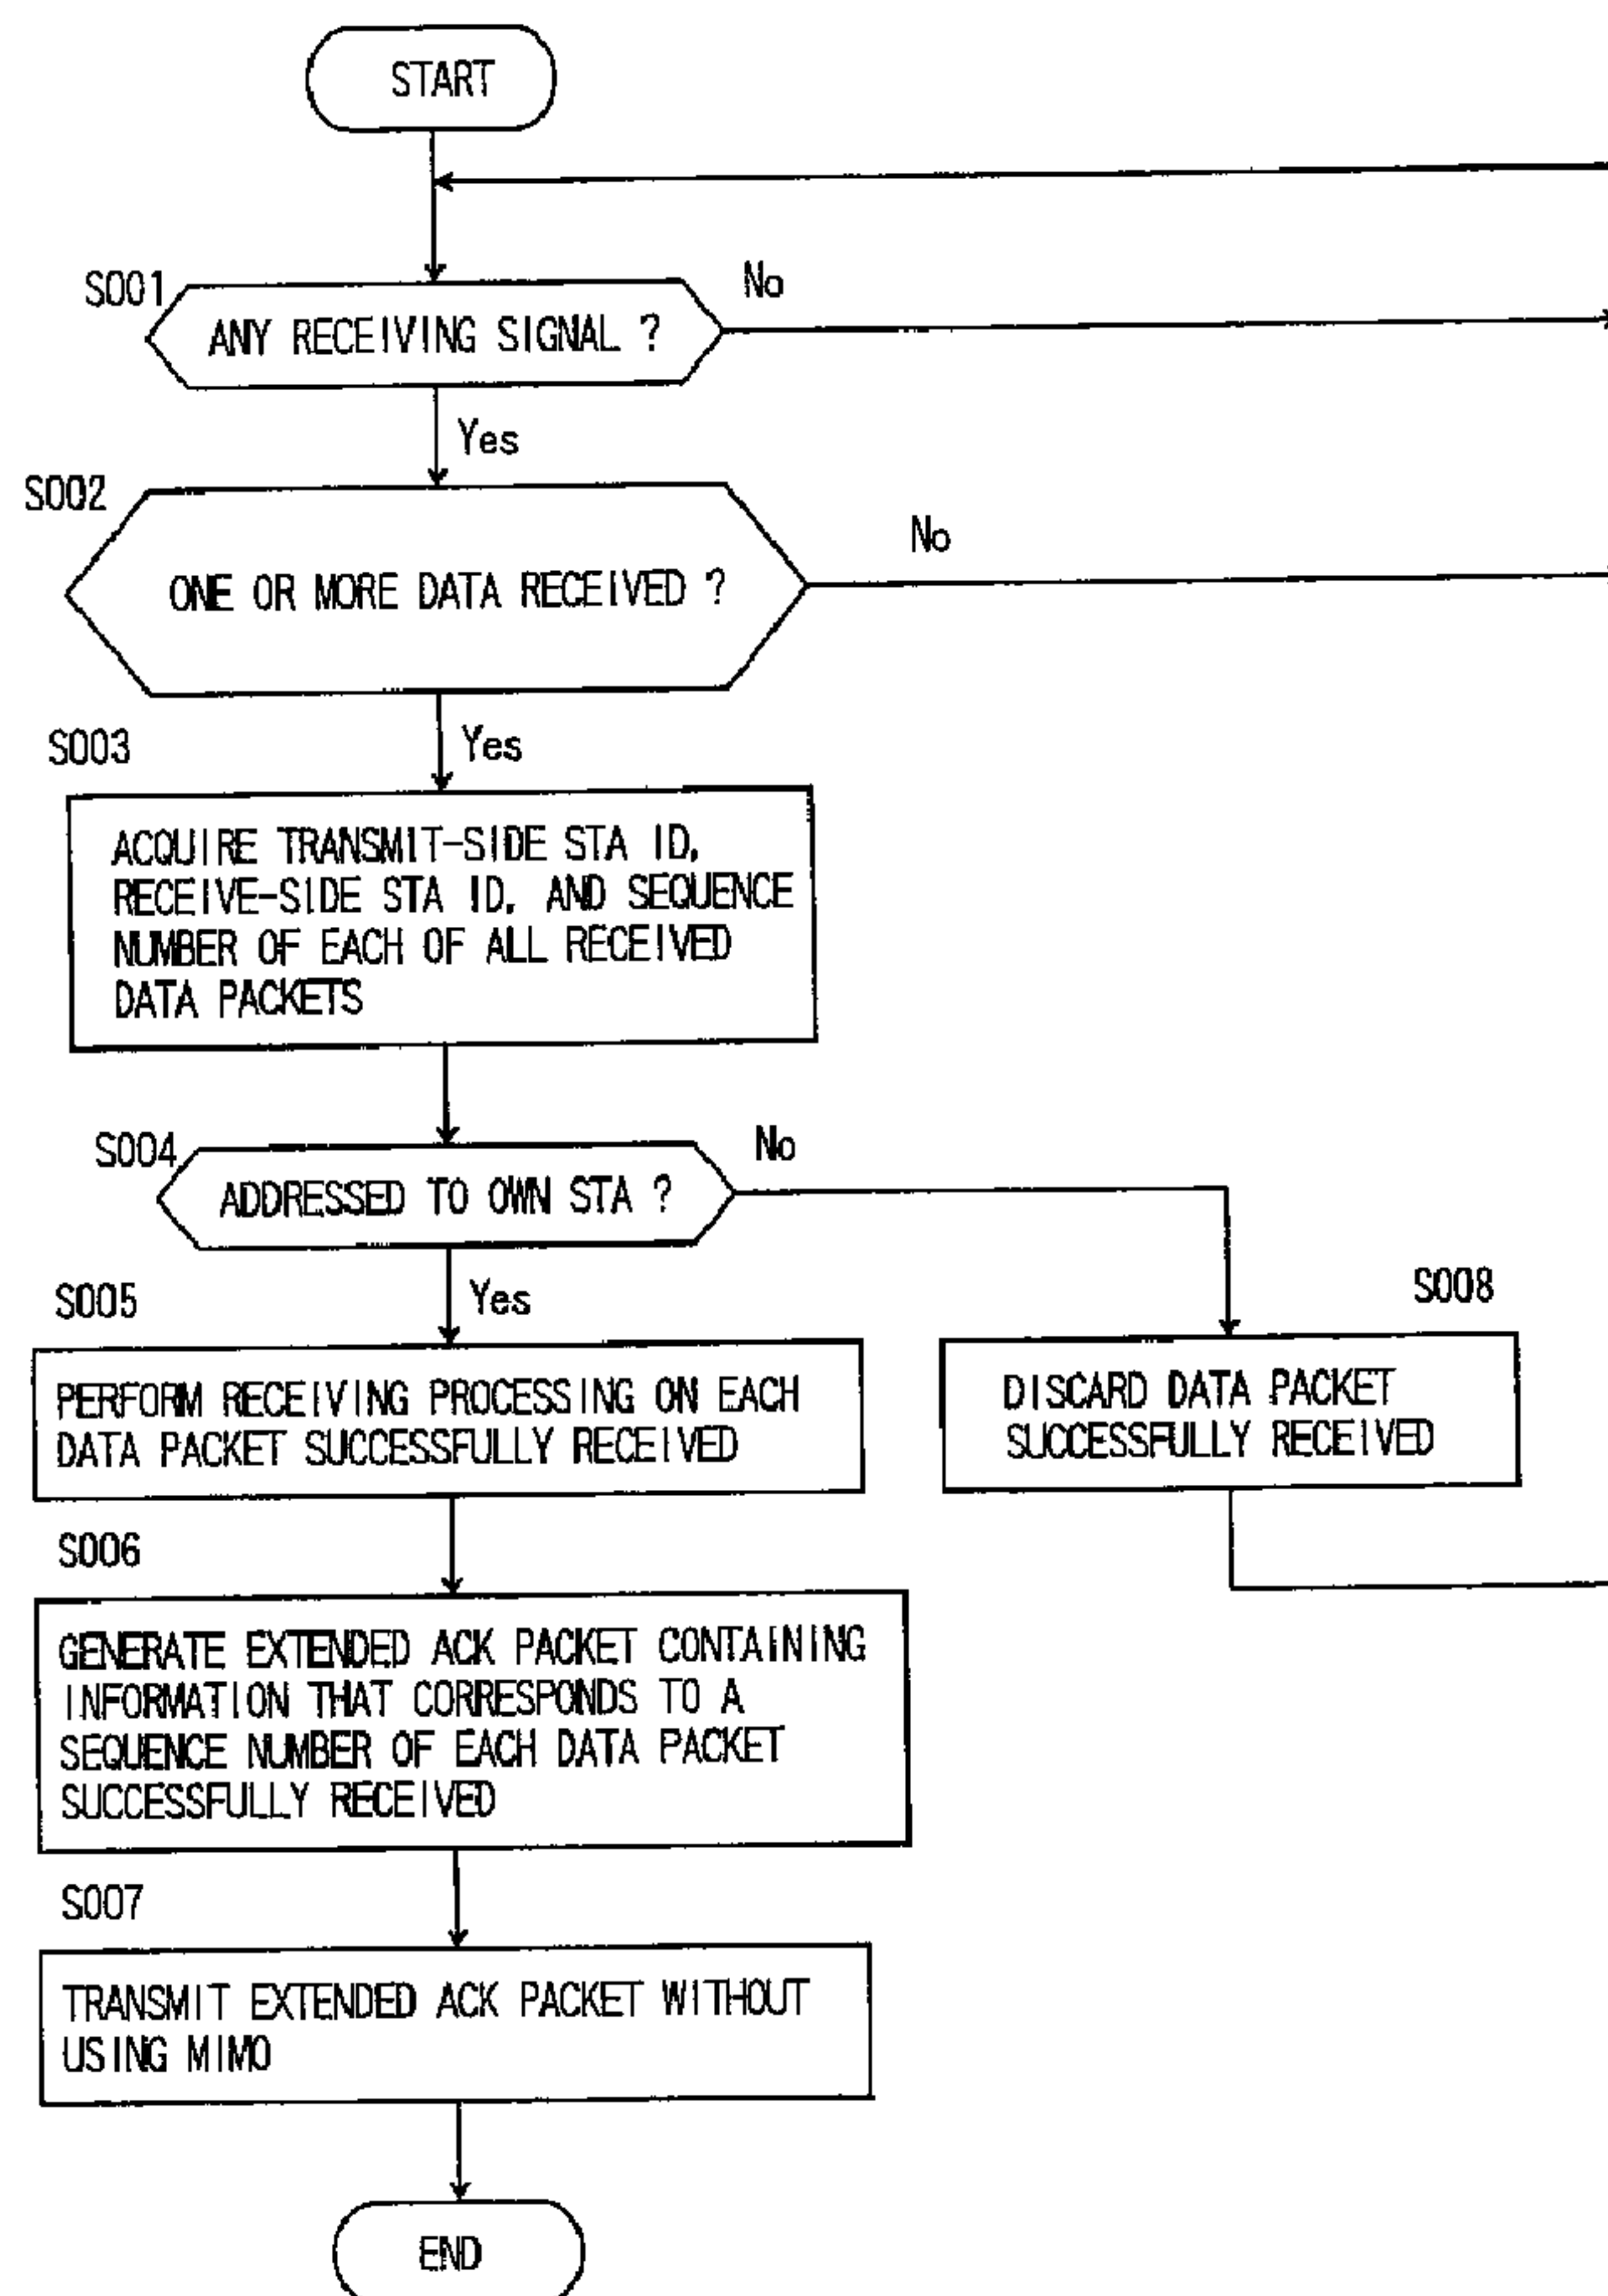 START
S001
ANY RECEIVING SIGNAL ?
No
Yes
S002
ONE OR MORE DATA RECEIVED ?
No
Yes
S003
ACQUIRE TRANSMIT-SIDE STA ID,
RECEIVE-SIDE STA ID, AND SEQUENCE
NUMBER OF EACH OF ALL RECEIVED
DATA PACKETS
S004
ADDRESSED TO OWN STA ?
No
Yes
S005
PERFORM RECEIVING PROCESSING ON EACH
DATA PACKET SUCCESSFULLY RECEIVED
S008
DISCARD DATA PACKET
SUCCESSFULLY RECEIVED
S006
GENERATE EXTENDED ACK PACKET CONTAINING
INFORMATION THAT CORRESPONDS TO A
SEQUENCE NUMBER OF EACH DATA PACKET
SUCCESSFULLY RECEIVED
S007
TRANSMIT EXTENDED ACK PACKET WITHOUT
USING MIMO
END